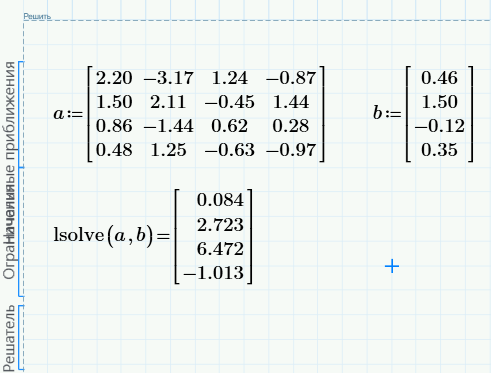 Решить
a:=[2.20 −3.17 1.24 −0.87
1.50 2.11 −0.45 1.44
0.86 −1.44 0.62 0.28
0.48 1.25 −0.63 −0.97]
b:=[0.46
1.50
−0.12
0.35]
lsolve(a,b)=[0.084
2.723
6.472
−1.013]
Начальные приближения
Ограничения
Решатель